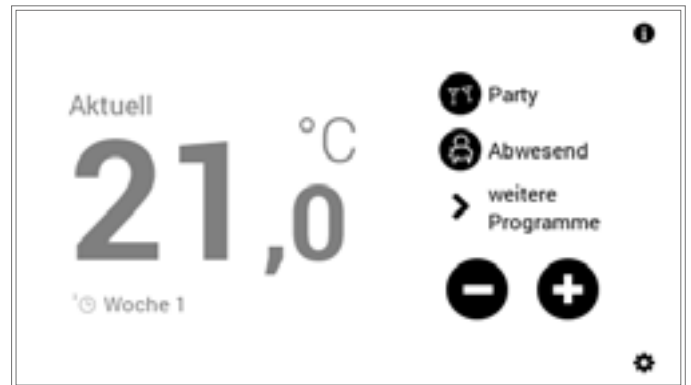 Aktuell
21,0 °C
Woche 1
Party
Abwesend
weitere
Programme